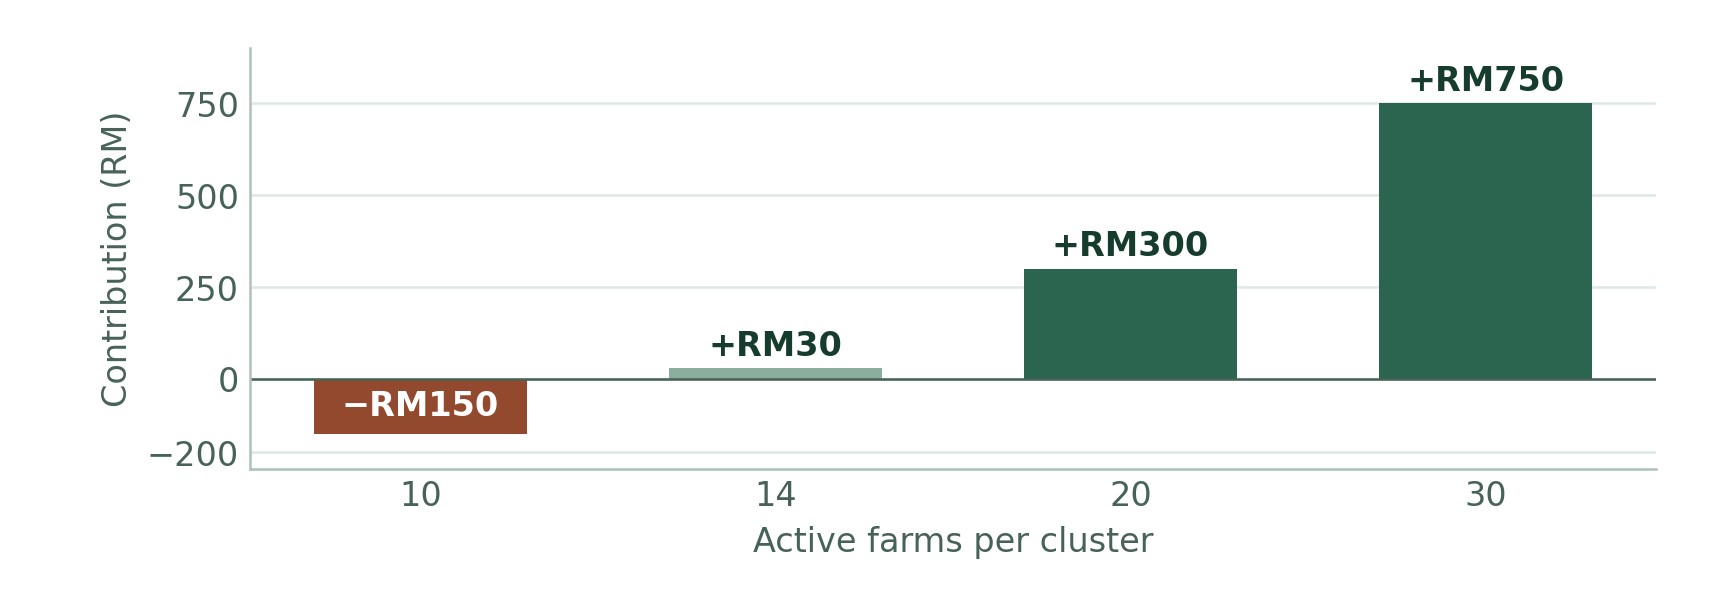 +RM750
750
500
+RM300
250
+RM30
0
−RM150
−200
Contribution (RM)
10 14 20 30
Active farms per cluster